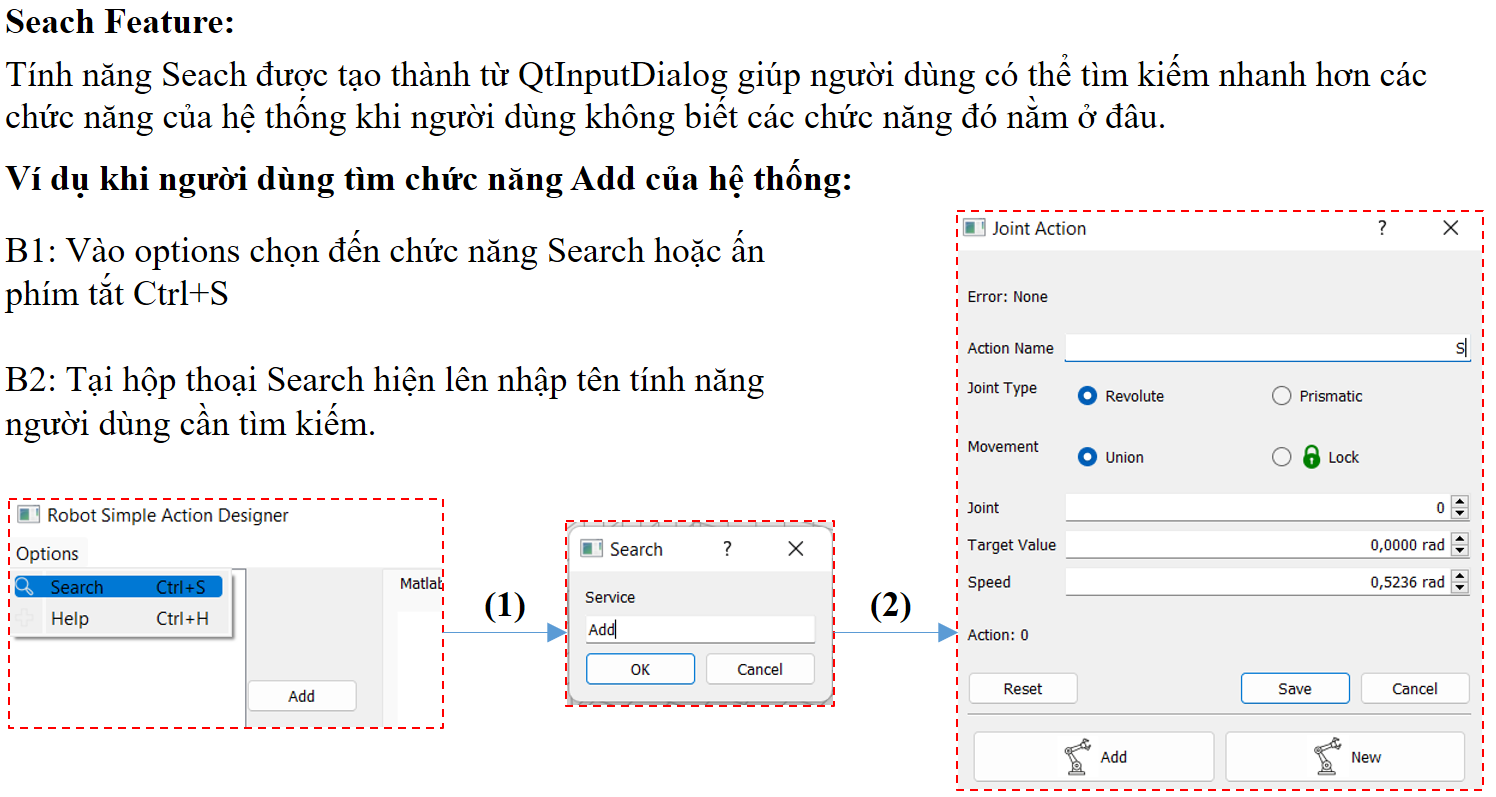 Seach Feature:
Tính năng Seach được tạo thành từ QtInputDialog giúp người dùng có thể tìm kiếm nhanh hơn các
chức năng của hệ thống khi người dùng không biết các chức năng đó nằm ở đâu.
Ví dụ khi người dùng tìm chức năng Add của hệ thống:
B1: Vào options chọn đến chức năng Search hoặc ấn
phím tắt Ctrl+S
B2: Tại hộp thoại Search hiện lên nhập tên tính năng
người dùng cần tìm kiếm.
Robot Simple Action Designer
Options
Search Ctrl+S
Help Ctrl+H
Matlab
Add
(1)
Search ?
Service
Add
OK Cancel
(2)
Joint Action ?
Error: None
Action Name S
Joint Type Revolute Prismatic
Movement Union Lock
Joint 0
Target Value 0,0000 rad
Speed 0,5236 rad
Action: 0
Reset Save Cancel
Add New